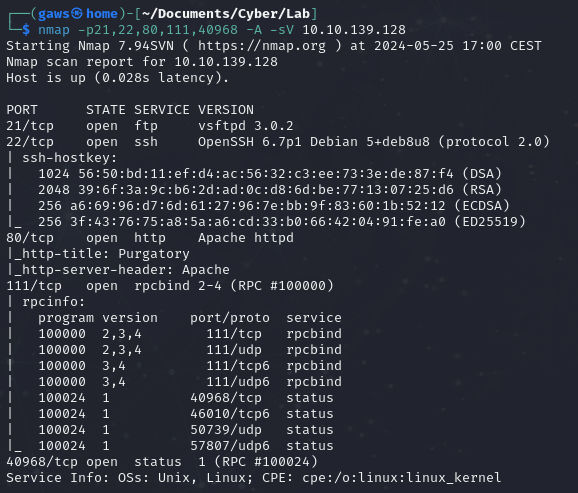 ┌──(gaws㉿home)-[~/Documents/Cyber/Lab]
└─$ nmap -p21,22,80,111,40968 -A -sV 10.10.139.128
Starting Nmap 7.94SVN ( https://nmap.org ) at 2024-05-25 17:00 CEST
Nmap scan report for 10.10.139.128
Host is up (0.028s latency).

PORT      STATE SERVICE VERSION
21/tcp    open  ftp     vsftpd 3.0.2
22/tcp    open  ssh     OpenSSH 6.7p1 Debian 5+deb8u8 (protocol 2.0)
| ssh-hostkey:
|   1024 56:50:bd:11:ef:d4:ac:56:32:c3:ee:73:3e:de:87:f4 (DSA)
|   2048 39:6f:3a:9c:b6:2d:ad:0c:d8:6d:be:77:13:07:25:d6 (RSA)
|   256 a6:69:96:d7:6d:61:27:96:7e:bb:9f:83:60:1b:52:12 (ECDSA)
|_  256 3f:43:76:75:a8:5a:a6:cd:33:b0:66:42:04:91:fe:a0 (ED25519)
80/tcp    open  http    Apache httpd
|_http-title: Purgatory
|_http-server-header: Apache
111/tcp   open  rpcbind 2-4 (RPC #100000)
| rpcinfo:
|   program version    port/proto  service
|   100000  2,3,4        111/tcp   rpcbind
|   100000  2,3,4        111/udp   rpcbind
|   100000  3,4          111/tcp6  rpcbind
|   100000  3,4          111/udp6  rpcbind
|   100024  1          40968/tcp   status
|   100024  1          46010/tcp6  status
|   100024  1          50739/udp   status
|_  100024  1          57807/udp6  status
40968/tcp open  status  1 (RPC #100024)
Service Info: OSs: Unix, Linux; CPE: cpe:/o:linux:linux_kernel